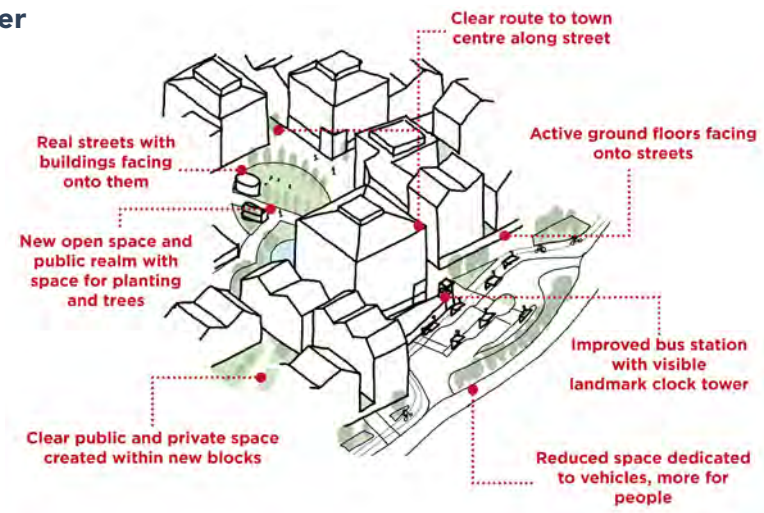 er
Clear route to town
centre along street
Real streets with
buildings facing
onto them
Active ground floors facing
onto streets
New open space and
public realm with
space for planting
and trees
Improved bus station
with visible
landmark clock tower
Clear public and private space
created within new blocks
Reduced space dedicated
to vehicles, more for
people